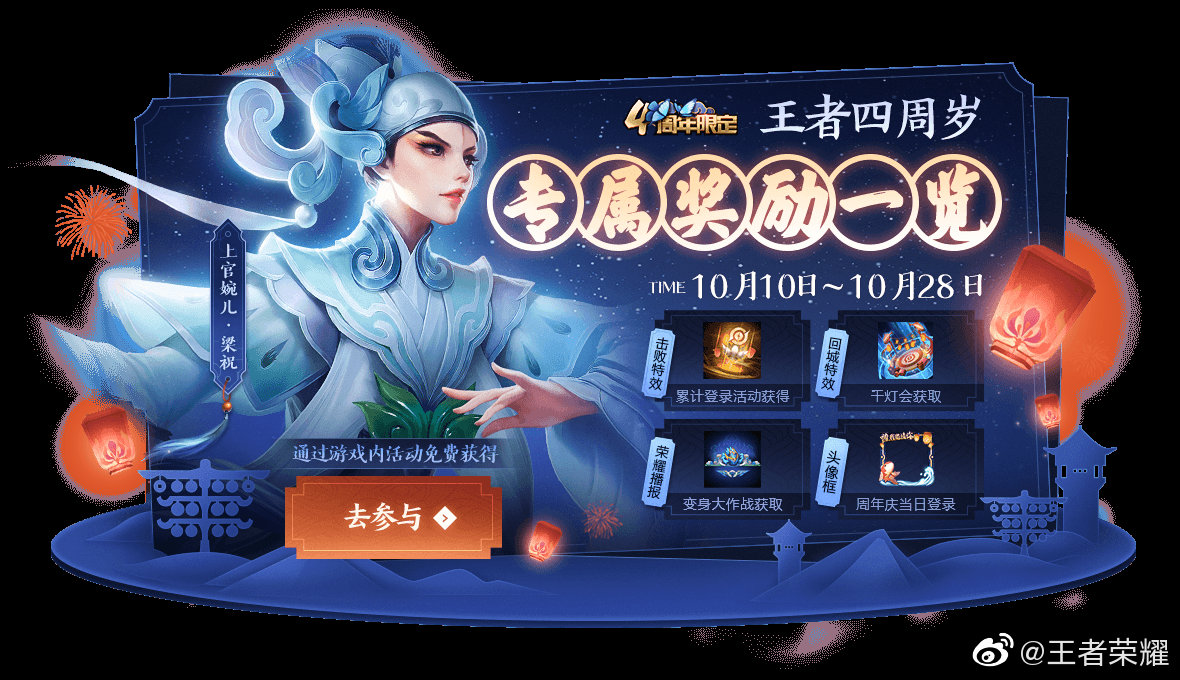 4周年限定
王者四周岁
专属奖励一览
TIME 10月10日~10月28日
上官婉儿·梁祝
击败特效
累计登录活动获得
回城特效
千灯会获取
荣耀播报
变身大作战获取
头像框
周年庆当日登录
通过游戏内活动免费获得
去参与
@王者荣耀